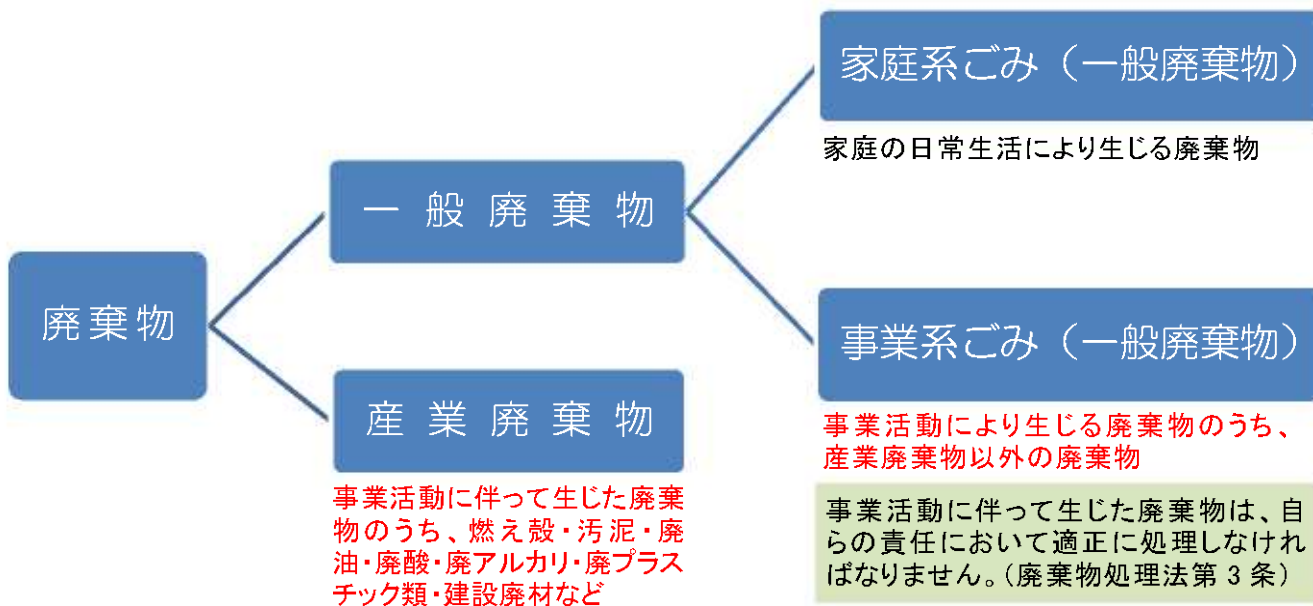 廃棄物
一般廃棄物
産業廃棄物
事業活動に伴って生じた廃棄
物のうち、燃え殻・汚泥・廃
油・廃酸・廃アルカリ・廃プラス
チック類・建設廃材など
家庭系ごみ（一般廃棄物）
家庭の日常生活により生じる廃棄物
事業系ごみ（一般廃棄物）
事業活動により生じる廃棄物のうち、
産業廃棄物以外の廃棄物
事業活動に伴って生じた廃棄物は、自
らの責任において適正に処理しなけれ
ばなりません。（廃棄物処理法第3条）